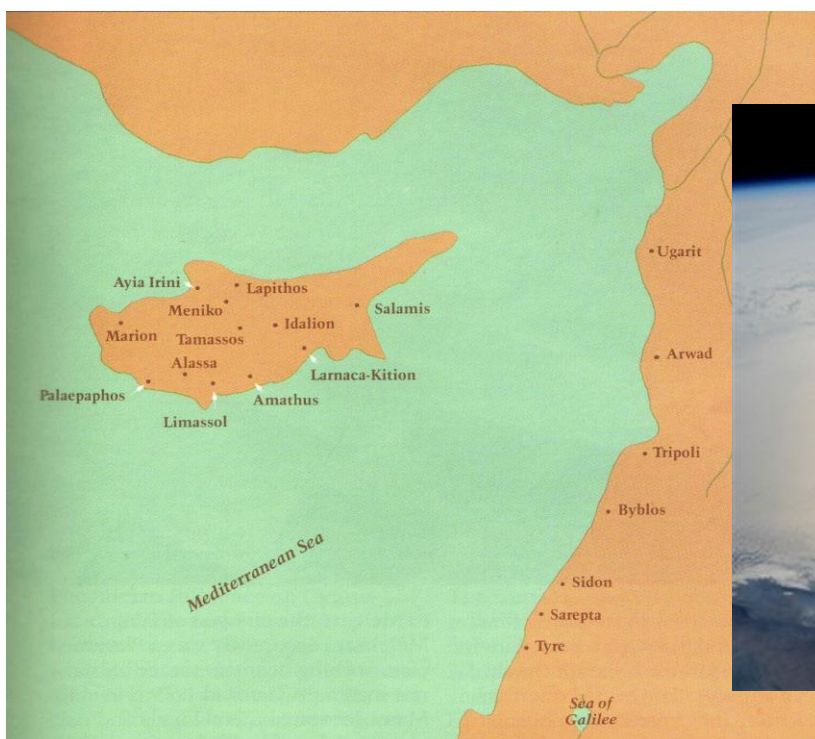 Ugarit
Ayia Irini
Lapithos
Meniko
Salamis
Marion
Tamassos
Idalion
Arwad
Alassa
Larnaca-Kition
Palaepaphos
Amathus
Limassol
Tripoli
Byblos
Mediterranean Sea
Sidon
Sarepta
Tyre
Sea of
Galilee